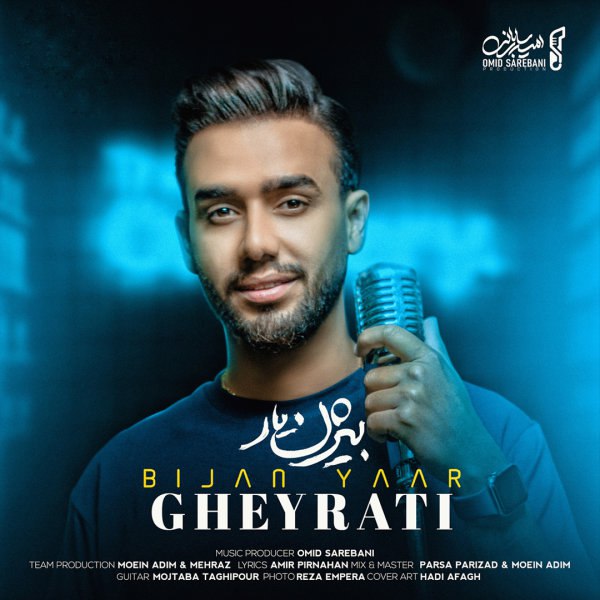 امید ساربانی
OMID SAREBANI
PRODUCTION
بیژن یار
BIJAN YAAR
GHEYRATI
MUSIC PRODUCER OMID SAREBANI
TEAM PRODUCTION MOEIN ADIM & MEHRAZ LYRICS AMIR PIRNAHAN MIX & MASTER PARSA PARIZAD & MOEIN ADIM
GUITAR MOJTABA TAGHIPOUR PHOTO REZA EMPERA COVER ART HADI AFAGH